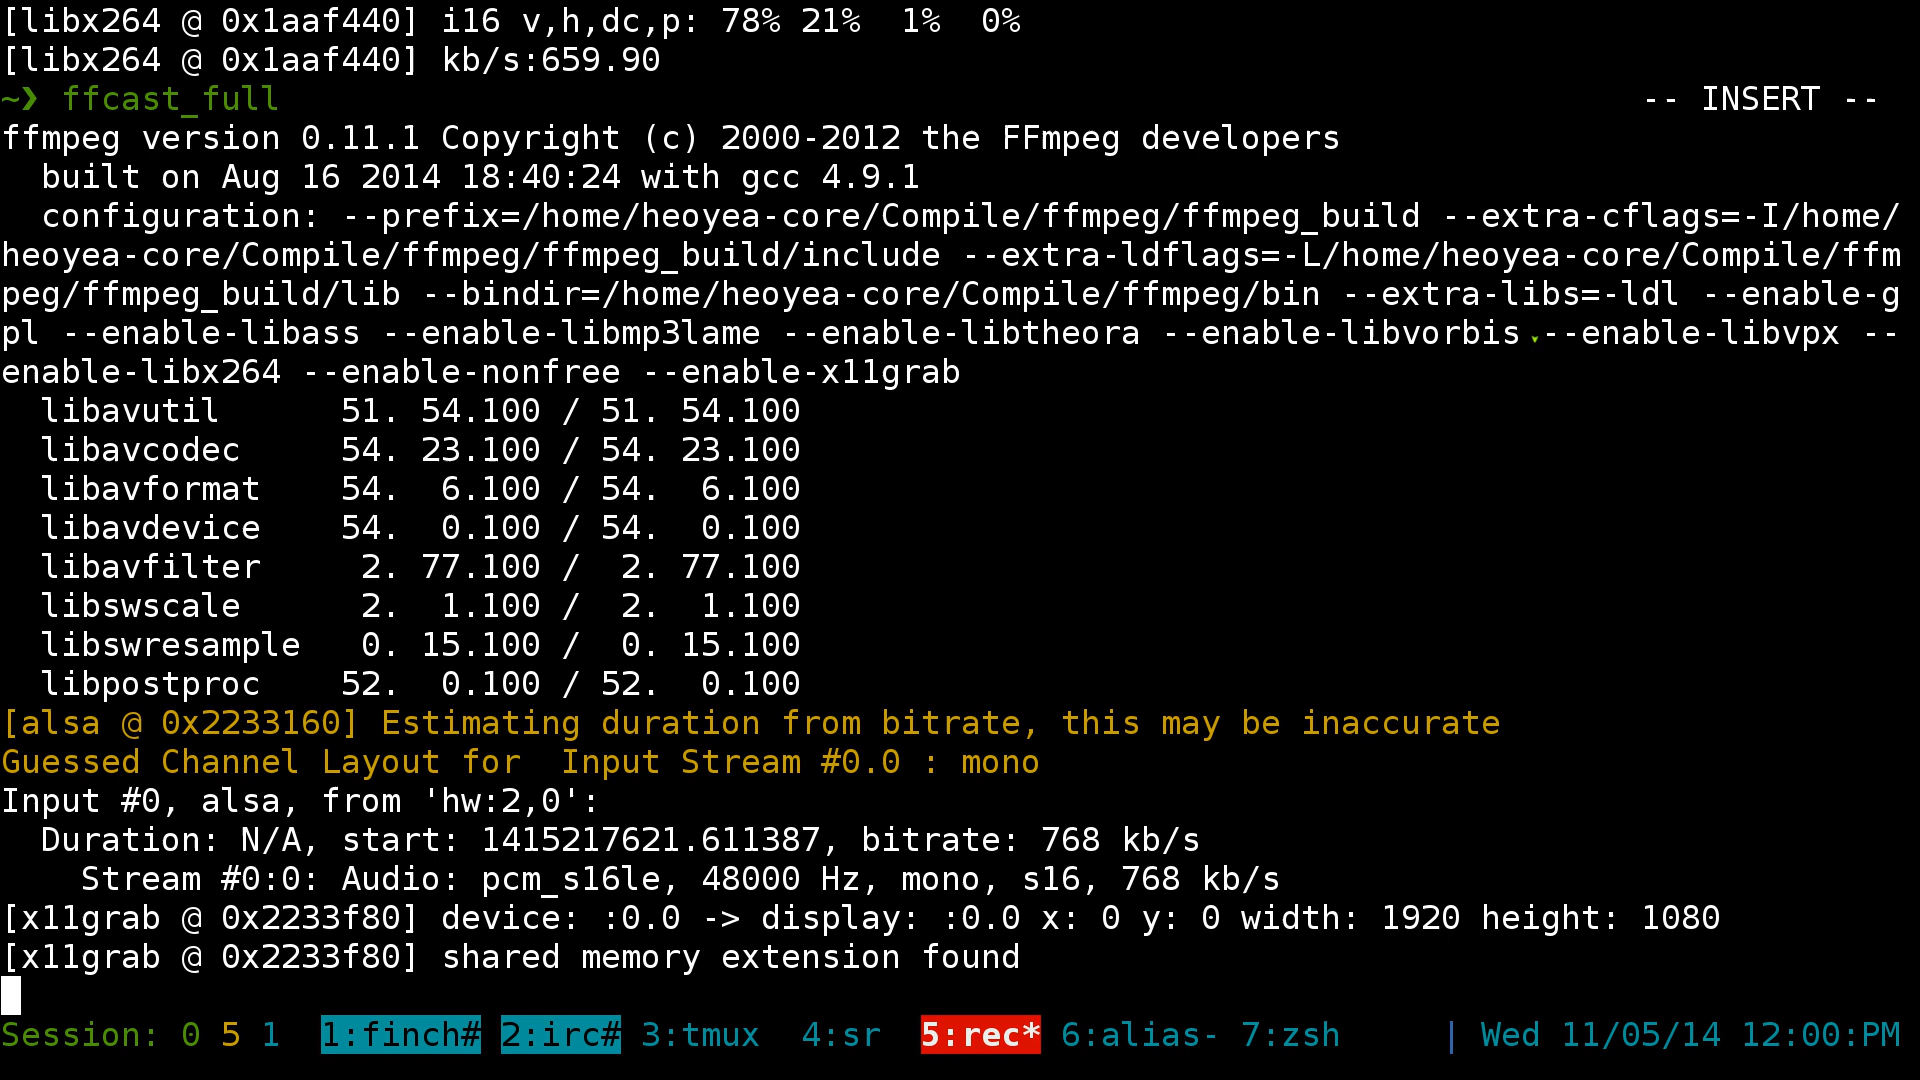 [libx264 @ 0x1aaf440] i16 v,h,dc,p: 78% 21%  1%  0%
[libx264 @ 0x1aaf440] kb/s:659.90
~❯ ffcast_full -- INSERT --
ffmpeg version 0.11.1 Copyright (c) 2000-2012 the FFmpeg developers
  built on Aug 16 2014 18:40:24 with gcc 4.9.1
  configuration: --prefix=/home/heoyea-core/Compile/ffmpeg/ffmpeg_build --extra-cflags=-I/home/
heoyea-core/Compile/ffmpeg/ffmpeg_build/include --extra-ldflags=-L/home/heoyea-core/Compile/ffm
peg/ffmpeg_build/lib --bindir=/home/heoyea-core/Compile/ffmpeg/bin --extra-libs=-ldl --enable-g
pl --enable-libass --enable-libmp3lame --enable-libtheora --enable-libvorbis --enable-libvpx --
enable-libx264 --enable-nonfree --enable-x11grab
  libavutil      51. 54.100 / 51. 54.100
  libavcodec     54. 23.100 / 54. 23.100
  libavformat    54.  6.100 / 54.  6.100
  libavdevice    54.  0.100 / 54.  0.100
  libavfilter     2. 77.100 /  2. 77.100
  libswscale      2.  1.100 /  2.  1.100
  libswresample   0. 15.100 /  0. 15.100
  libpostproc    52.  0.100 / 52.  0.100
[alsa @ 0x2233160] Estimating duration from bitrate, this may be inaccurate
Guessed Channel Layout for  Input Stream #0.0 : mono
Input #0, alsa, from 'hw:2,0':
  Duration: N/A, start: 1415217621.611387, bitrate: 768 kb/s
    Stream #0:0: Audio: pcm_s16le, 48000 Hz, mono, s16, 768 kb/s
[x11grab @ 0x2233f80] device: :0.0 -> display: :0.0 x: 0 y: 0 width: 1920 height: 1080
[x11grab @ 0x2233f80] shared memory extension found
Session: 0 5 1  1:finch# 2:irc# 3:tmux  4:sr  5:rec* 6:alias- 7:zsh | Wed 11/05/14 12:00:PM